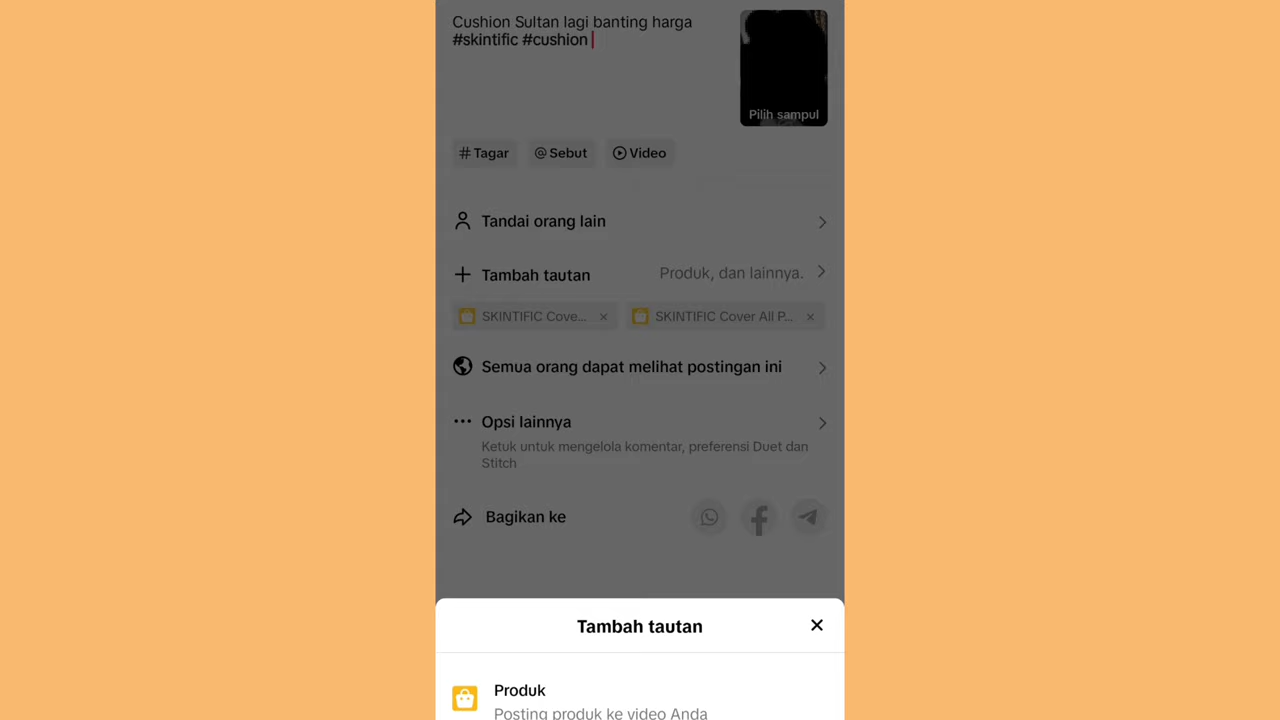 Cushion Sultan lagi banting harga
#skintific #cushion
Pilih sampul
# Tagar
@ Sebut
Video
Tandai orang lain
Tambah tautan
Produk, dan lainnya.
SKINTIFIC Cove...
SKINTIFIC Cover All P...
Semua orang dapat melihat postingan ini
Opsi lainnya
Ketuk untuk mengelola komentar, preferensi Duet dan
Stitch
Bagikan ke
Tambah tautan
Produk
Posting produk ke video Anda